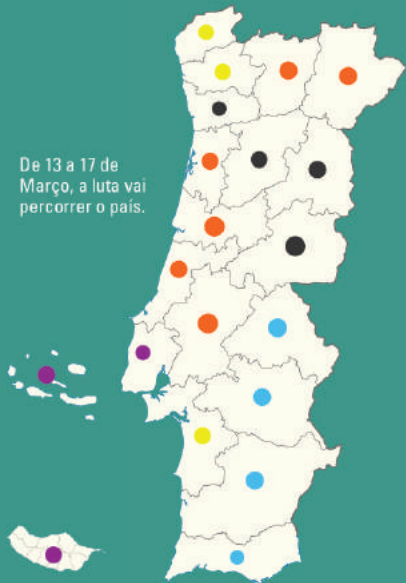 De 13 a 17 de
Março, a luta vai
percorrer o país.